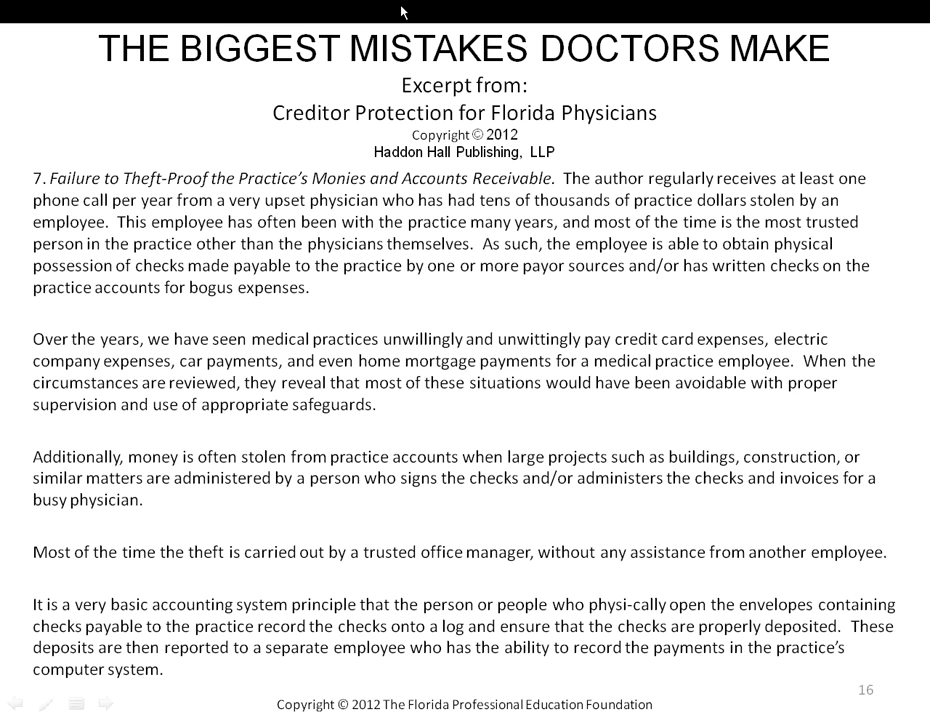 THE BIGGEST MISTAKES DOCTORS MAKE
Excerpt from:
Creditor Protection for Florida Physicians
Copyright © 2012
Haddon Hall Publishing, LLP
7. Failure to Theft-Proof the Practice's Monies and Accounts Receivable. The author regularly receives at least one
phone call per year from a very upset physician who has had tens of thousands of practice dollars stolen by an
employee. This employee has often been with the practice many years, and most of the time is the most trusted
person in the practice other than the physicians themselves. As such, the employee is able to obtain physical
possession of checks made payable to the practice by one or more payor sources and/or has written checks on the
practice accounts for bogus expenses.
Over the years, we have seen medical practices unwillingly and unwittingly pay credit card expenses, electric
company expenses, car payments, and even home mortgage payments for a medical practice employee. When the
circumstances are reviewed, they reveal that most of these situations would have been avoidable with proper
supervision and use of appropriate safeguards.
Additionally, money is often stolen from practice accounts when large projects such as buildings, construction, or
similar matters are administered by a person who signs the checks and/or administers the checks and invoices for a
busy physician.
Most of the time the theft is carried out by a trusted office manager, without any assistance from another employee.
It is a very basic accounting system principle that the person or people who physi-cally open the envelopes containing
checks payable to the practice record the checks onto a log and ensure that the checks are properly deposited. These
deposits are then reported to a separate employee who has the ability to record the payments in the practice's
computer system.
16
Copyright © 2012 The Florida Professional Education Foundation